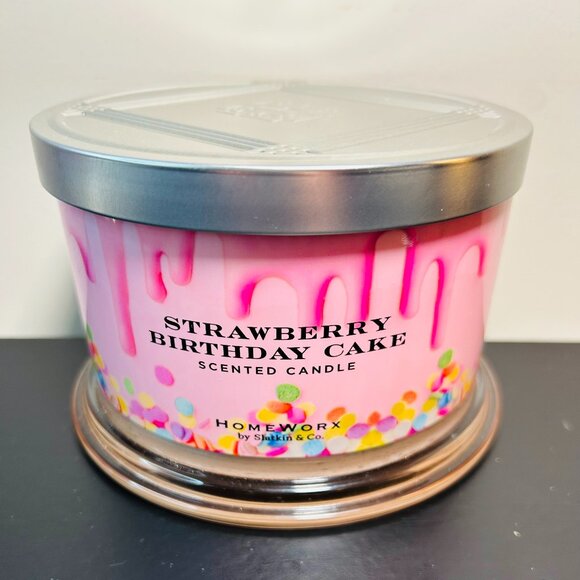 STRAWBERRY
BIRTHDAY CAKE
SCENTED CANDLE
HOMEWORX
by Slatkin & Co.